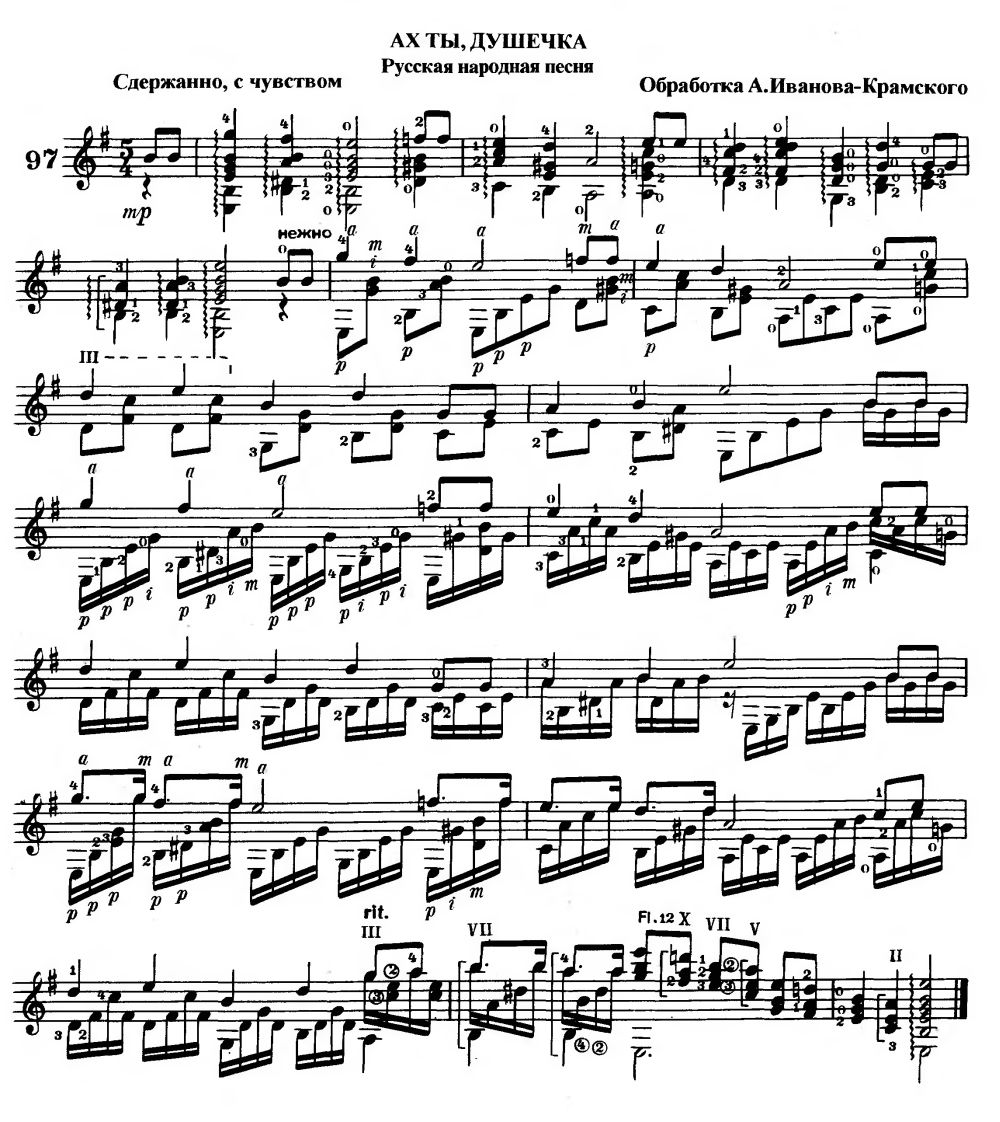 АХ ТЫ, ДУШЕЧКА
Русская народная песня
Сдержанно, с чувством
Обработка А.Иванова-Крамского
97
mp
нежно
III
rit.
III
VII
Fl.12 X VII V
II